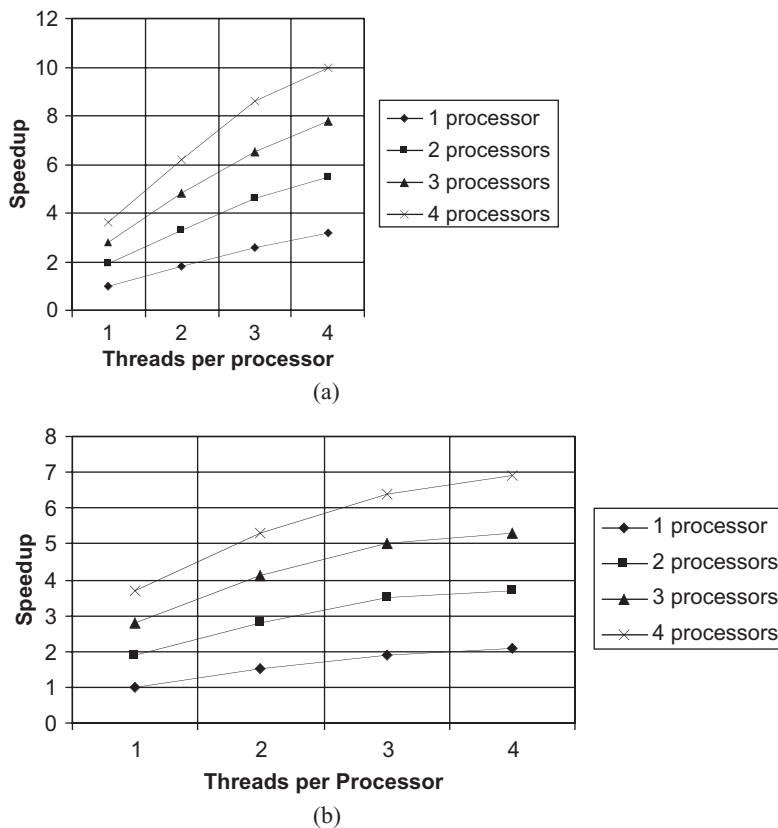 12
10
8
6
4
2
0
Speedup
1 2 3 4
Threads per processor
1 processor
2 processors
3 processors
4 processors
(a)
8
7
6
5
4
3
2
1
0
Speedup
1 2 3 4
Threads per Processor
1 processor
2 processors
3 processors
4 processors
(b)